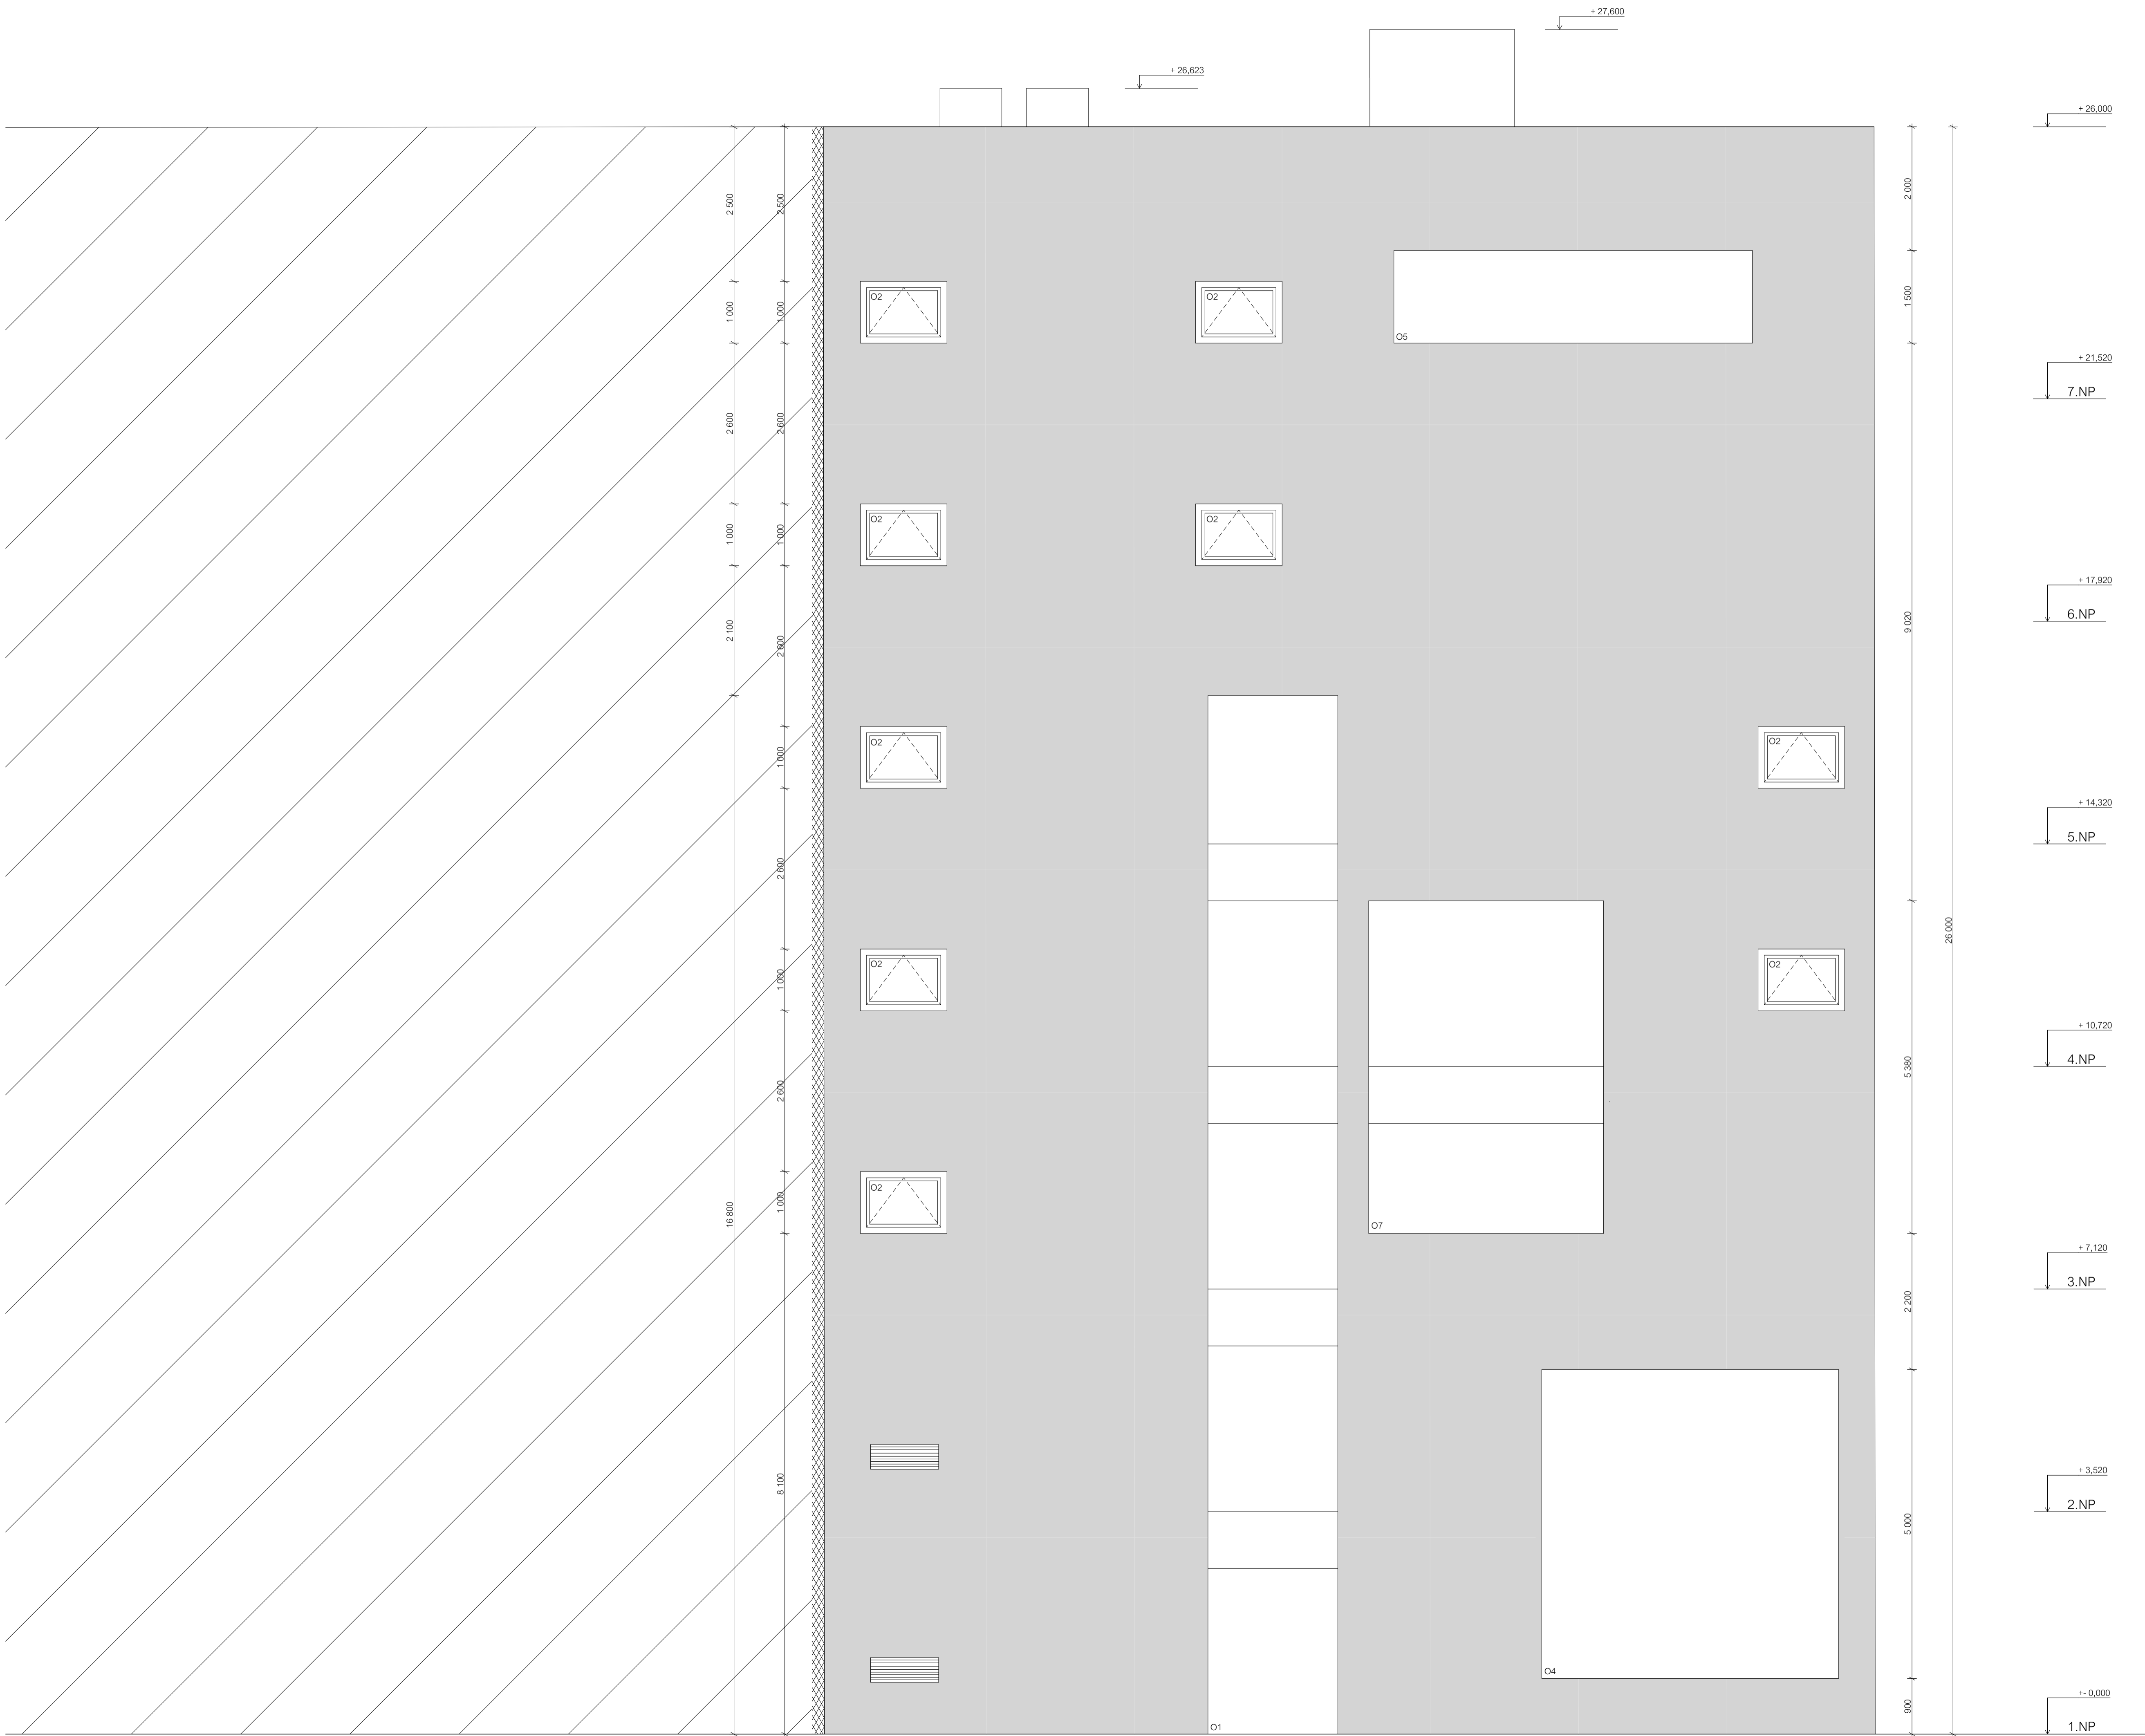 + 27,600
+ 26,623
+ 26,000
2 500
2 500
2 000
1 000
1 000
O2
O2
1 500
O5
+ 21,520
7.NP
2 600
2 600
1 000
1 000
O2
O2
+ 17,920
6.NP
2 100
2 600
9 020
1 000
O2
O2
+ 14,320
5.NP
2 600
26 000
1 000
O2
O2
+ 10,720
4.NP
2 600
5 380
16 800
1 000
O2
O7
+ 7,120
3.NP
2 200
8 100
+ 3,520
2.NP
5 000
O4
900
O1
+- 0,000
1.NP